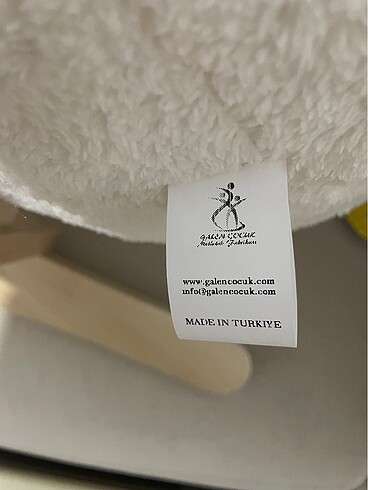 GALEN ÇOCUK
www.galencocuk.com
info@galencocuk.com
MADE IN TURKIYE